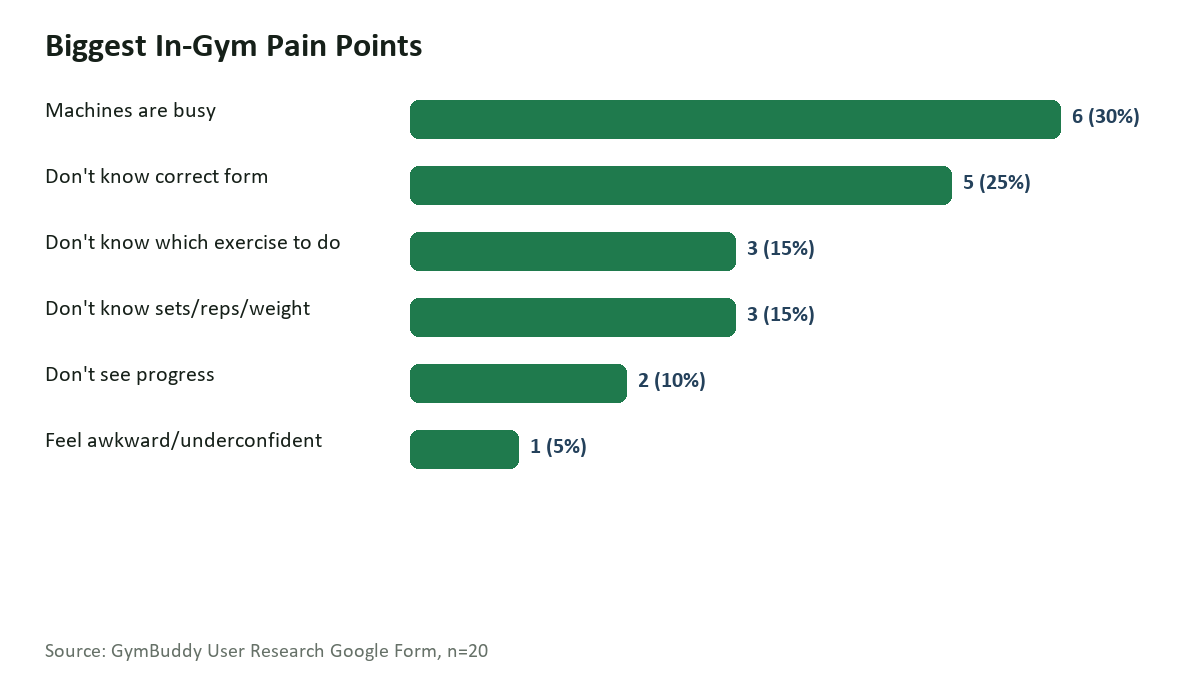 Biggest In-Gym Pain Points
Machines are busy 6 (30%)
Don't know correct form 5 (25%)
Don't know which exercise to do 3 (15%)
Don't know sets/reps/weight 3 (15%)
Don't see progress 2 (10%)
Feel awkward/underconfident 1 (5%)
Source: GymBuddy User Research Google Form, n=20